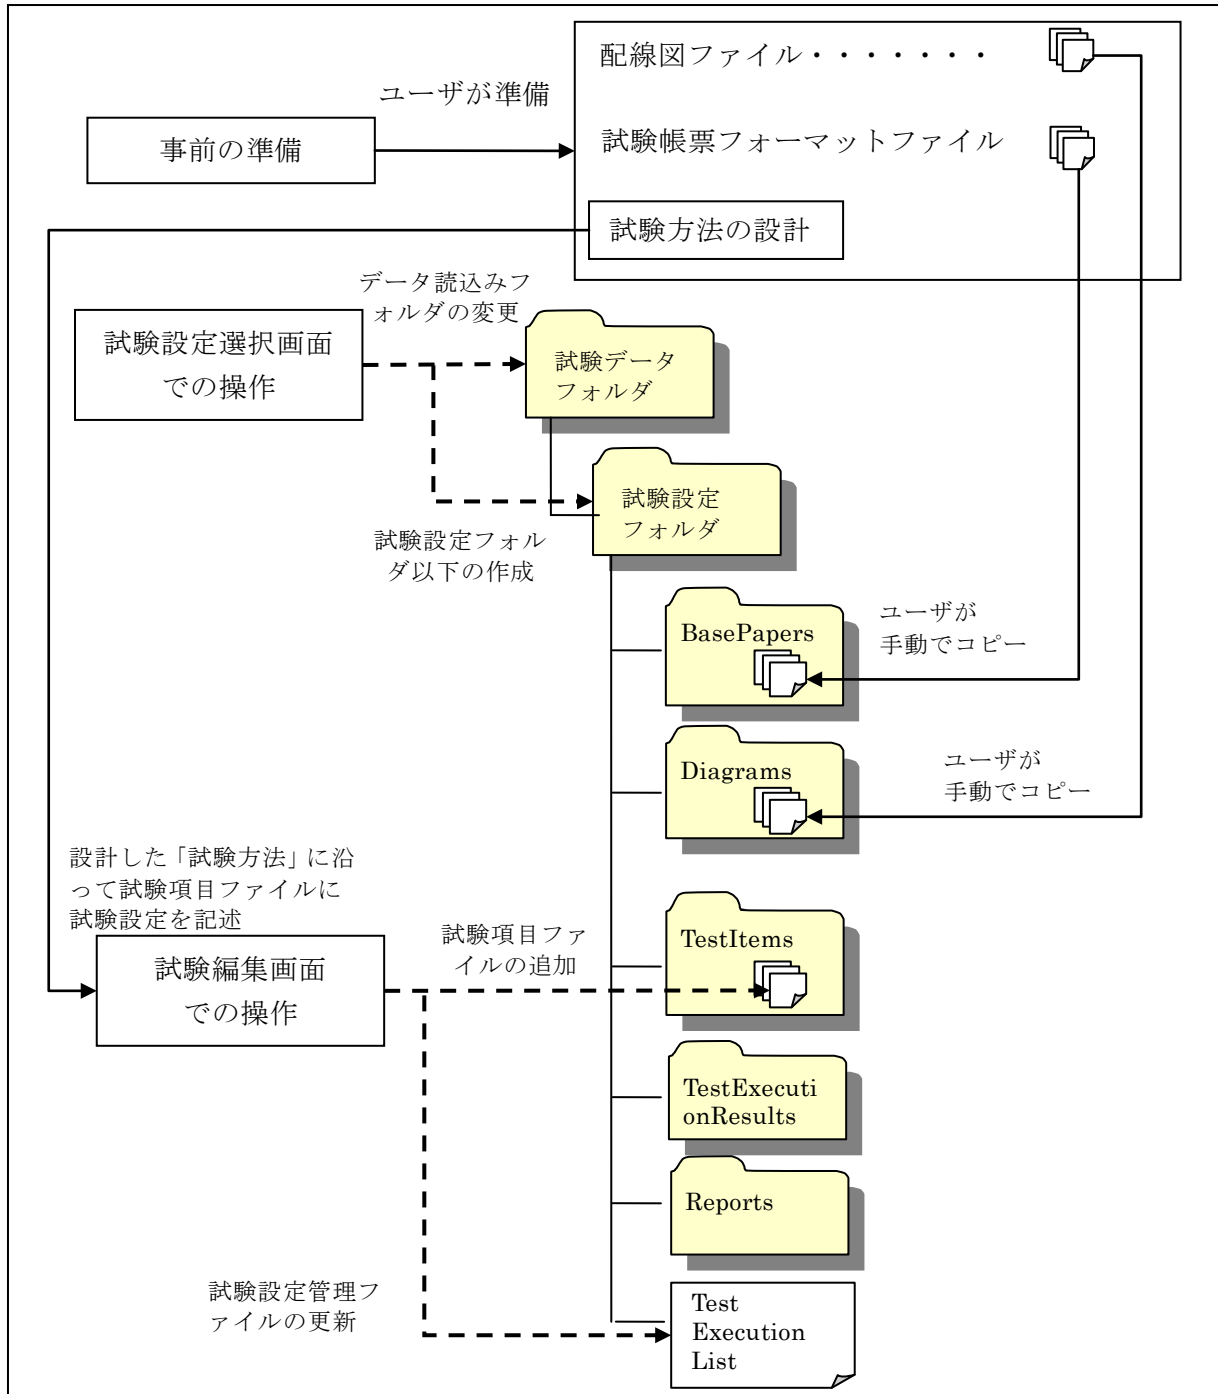 配線図ファイル・・・・・・・
ユーザが準備
事前の準備
試験帳票フォーマットファイル
試験方法の設計
データ読込みフ
ォルダの変更
試験設定選択画面
での操作
試験データ
フォルダ
試験設定
フォルダ
試験設定フォル
ダ以下の作成
BasePapers
ユーザが
手動でコピー
Diagrams
ユーザが
手動でコピー
設計した「試験方法」に沿
って試験項目ファイルに
試験設定を記述
試験編集画面
での操作
試験項目ファ
イルの追加
TestItems
TestExecuti
onResults
Reports
試験設定管理フ
ァイルの更新
Test
Execution
List